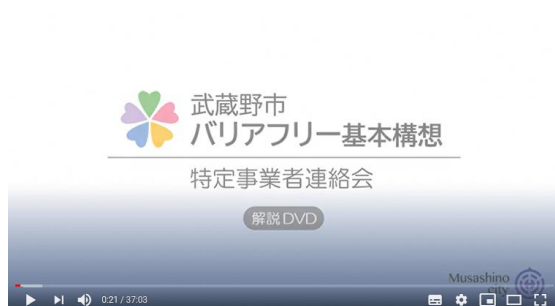 武蔵野市
バリアフリー基本構想
特定事業者連絡会
解説DVD
Musashino
city
0:21 / 37:03